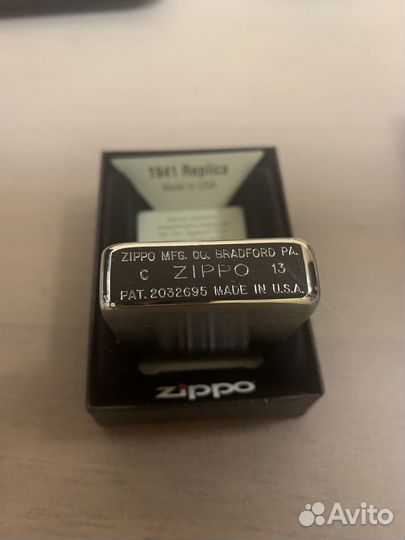 1941 Replica
Made in USA
ZIPPO MFG. CO. BRADFORD PA.
C ZIPPO 13
PAT. 2032695 MADE IN U.S.A.
zippo
Avito